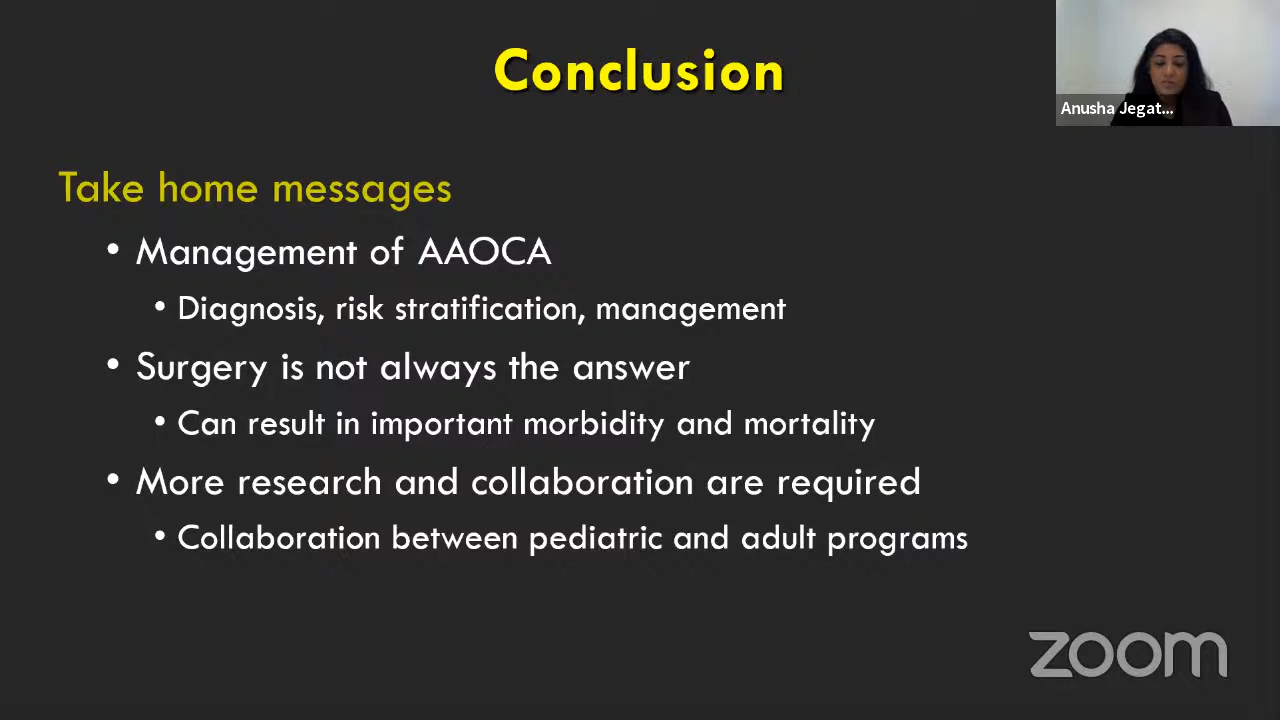 Conclusion
Anusha Jegat...
Take home messages
• Management of AAOCA
• Diagnosis, risk stratification, management
• Surgery is not always the answer
• Can result in important morbidity and mortality
• More research and collaboration are required
• Collaboration between pediatric and adult programs
zoom